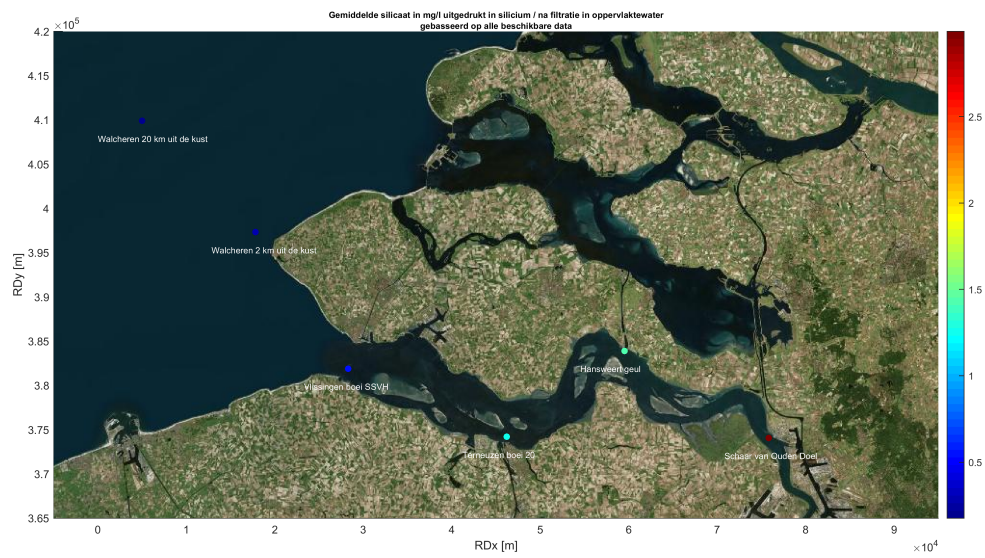 Gemiddelde silicaat in mg/l uitgedrukt in silicium / na filtratie in oppervlaktewater
gebasseerd op alle beschikbare data
×10⁵
4.2
4.15
4.1
4.05
4
3.95
3.9
3.85
3.8
3.75
3.7
3.65
RDy [m]
Walcheren 20 km uit de kust
Walcheren 2 km uit de kust
Vlissingen boei SSVH
Hansweert geul
Terneuzen boei 20
Schaar van Ouden Doel
2.5
2
1.5
1
0.5
0 1 2 3 4 5 6 7 8 9
RDx [m]
×10⁴